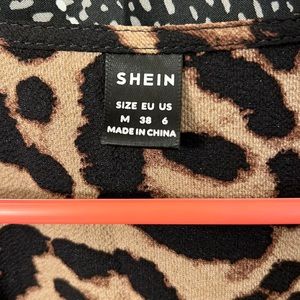 SHEIN
SIZE EU US
M 38 6
MADE IN CHINA